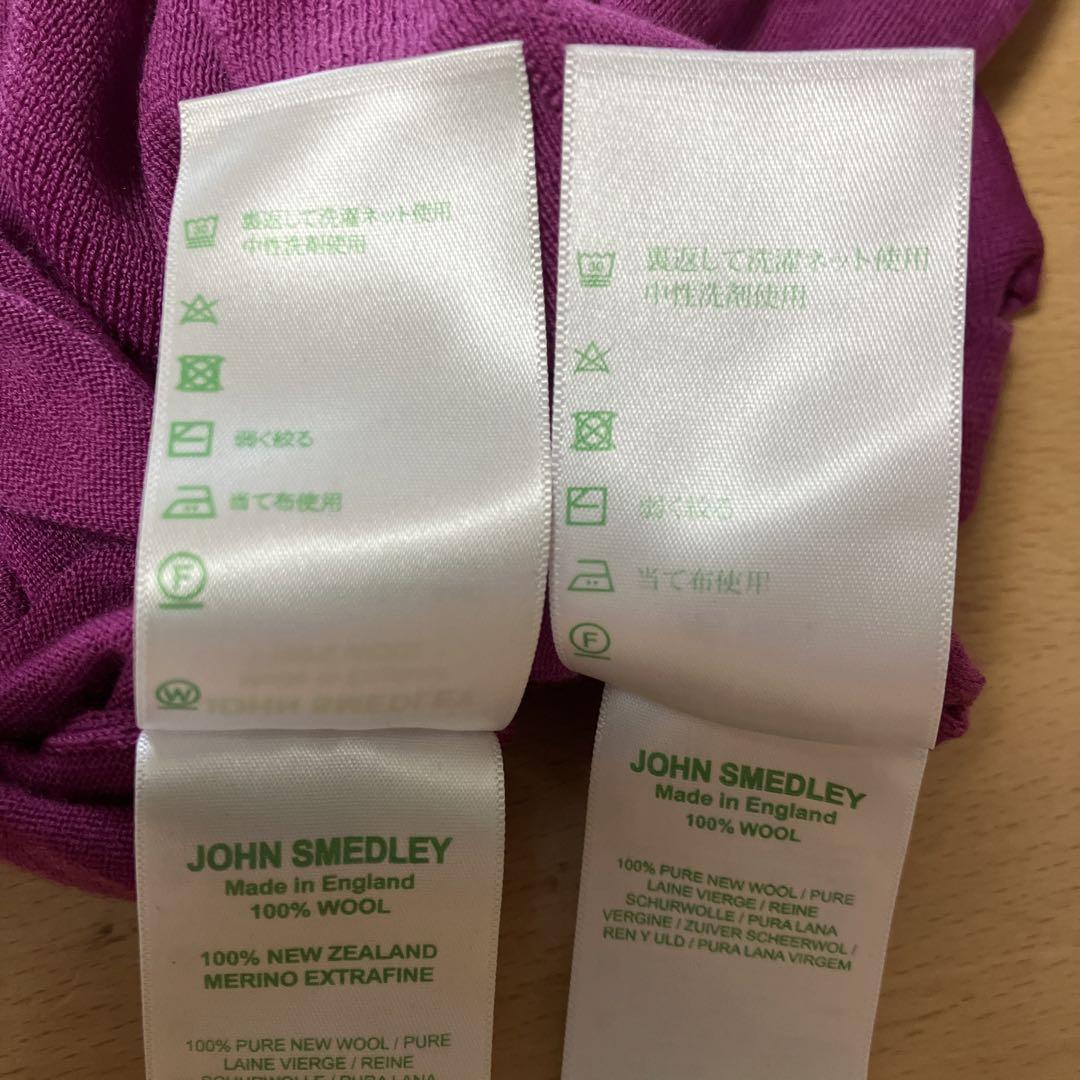 30
裏返して洗濯ネット使用
中性洗剤使用
弱く絞る
当て布使用
F
W
JOHN SMEDLEY
Made in England
100% WOOL
100% NEW ZEALAND
MERINO EXTRAFINE
100% PURE NEW WOOL / PURE
LAINE VIERGE / REINE
SCHURWOLLE / PURA LANA
30
裏返して洗濯ネット使用
中性洗剤使用
弱く絞る
当て布使用
F
JOHN SMEDLEY
Made in England
100% WOOL
100% PURE NEW WOOL / PURE
LAINE VIERGE / REINE
SCHURWOLLE / PURA LANA
VERGINE / ZUIVER SCHEERWOL /
REN Y ULD / PURA LANA VIRGEM